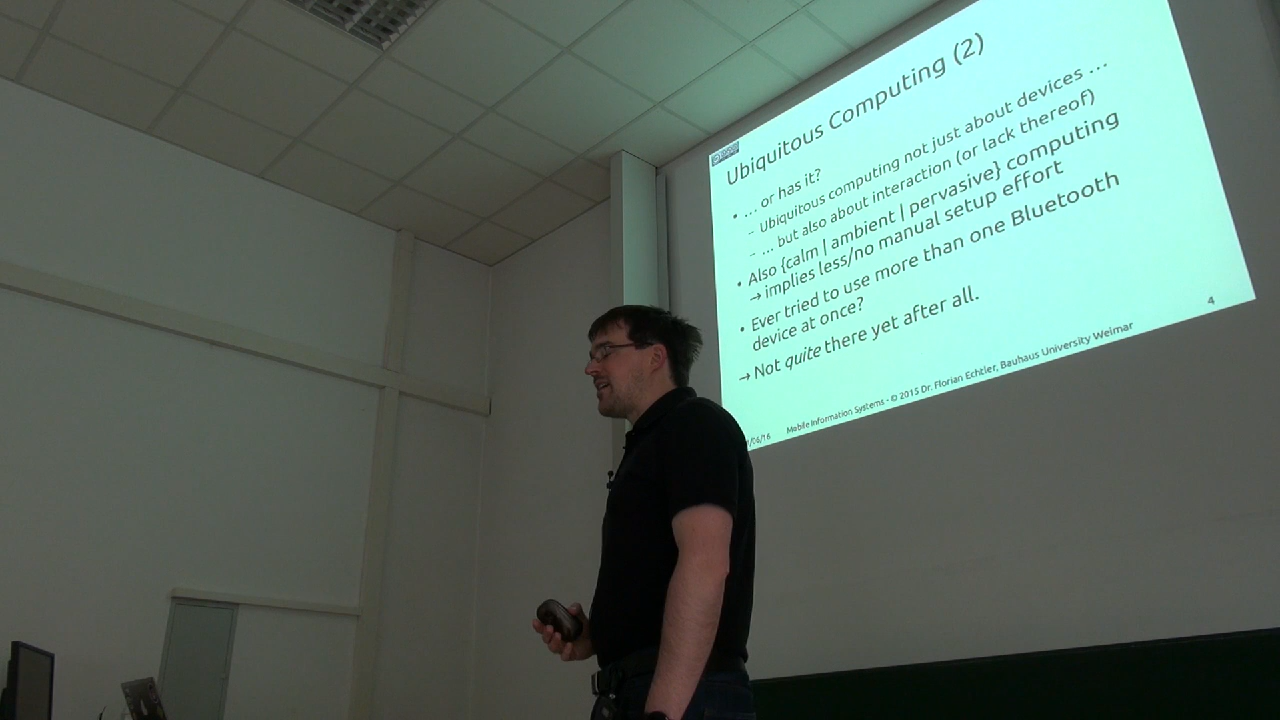 Ubiquitous Computing (2)
• … or has it?
– Ubiquitous computing not just about devices …
– … but also about interaction (or lack thereof)
• Also {calm | ambient | pervasive} computing
→ implies less/no manual setup effort
• Ever tried to use more than one Bluetooth
device at once?
→ Not quite there yet after all.
/06/16 Mobile Information Systems - © 2015 Dr. Florian Echtler, Bauhaus University Weimar 4